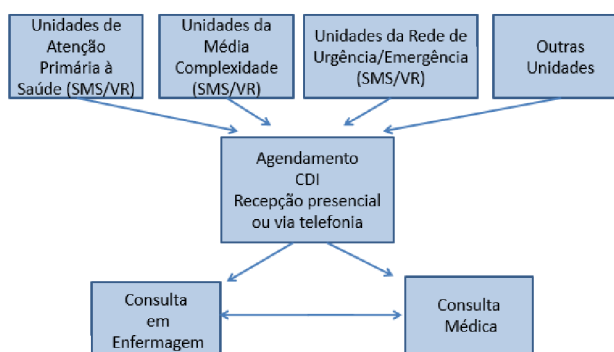 Unidades de
Atenção
Primária à
Saúde (SMS/VR)
Unidades da
Média
Complexidade
(SMS/VR)
Unidades da Rede de
Urgência/Emergência
(SMS/VR)
Outras
Unidades
Agendamento
CDI
Recepção presencial
ou via telefonia
Consulta
em
Enfermagem
Consulta
Médica